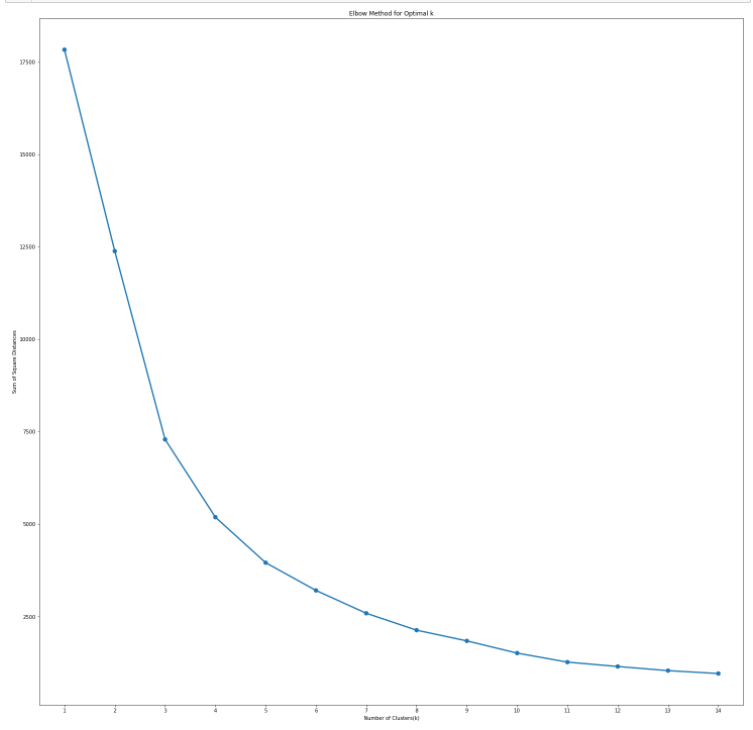 Elbow Method for Optimal k
17500
15000
12500
10000
7500
5000
2500
Sum of Square Distances
1 2 3 4 5 6 7 8 9 10 11 12 13 14
Number of Clusters(k)